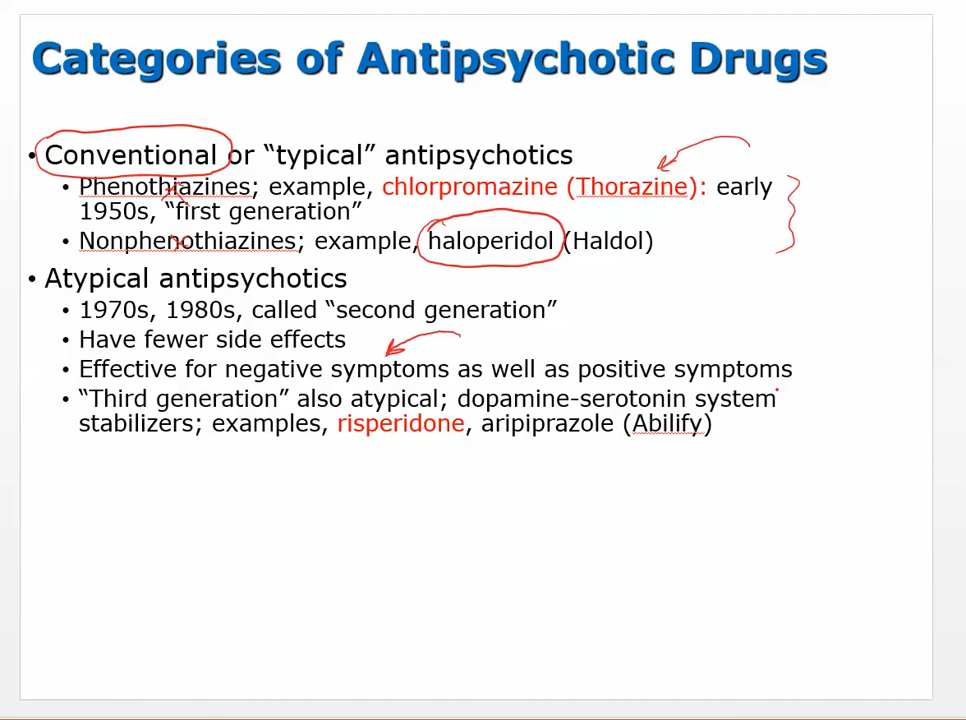 Categories of Antipsychotic Drugs
• Conventional or “typical” antipsychotics
• Phenothiazines; example, chlorpromazine (Thorazine): early
1950s, “first generation”
• Nonphenothiazines; example, haloperidol (Haldol)
• Atypical antipsychotics
• 1970s, 1980s, called “second generation”
• Have fewer side effects
• Effective for negative symptoms as well as positive symptoms
• “Third generation” also atypical; dopamine-serotonin system
stabilizers; examples, risperidone, aripiprazole (Abilify)